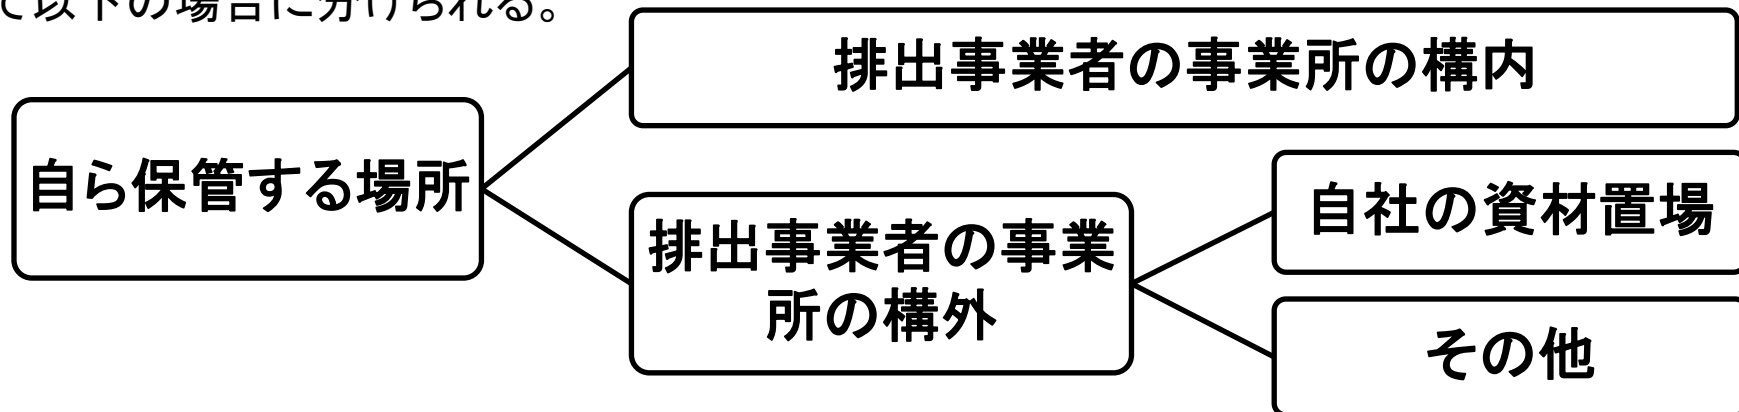 て以下の場合に分けられる。
排出事業者の事業所の構内
自ら保管する場所
排出事業者の事業
所の構外
自社の資材置場
その他